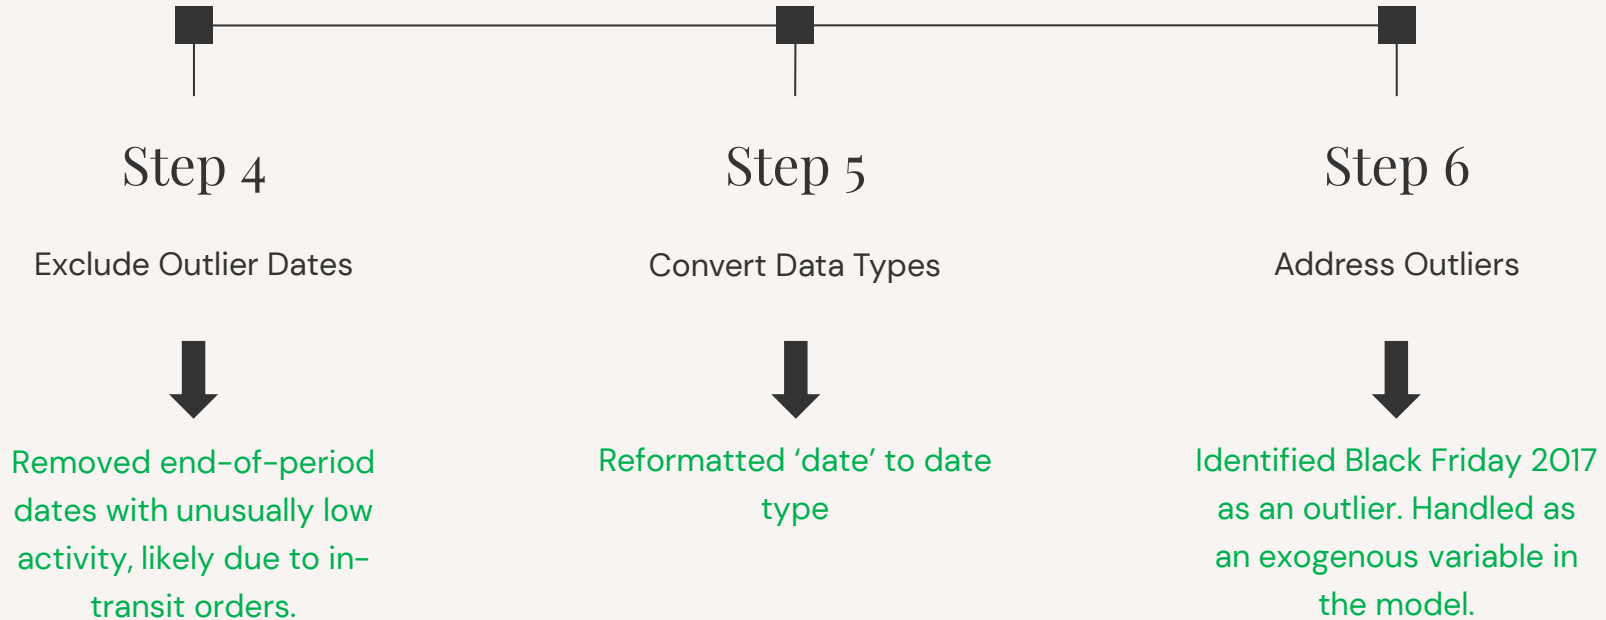 Step 4
Exclude Outlier Dates
Removed end-of-period
dates with unusually low
activity, likely due to in-
transit orders.
Step 5
Convert Data Types
Reformatted ‘date’ to date
type
Step 6
Address Outliers
Identified Black Friday 2017
as an outlier. Handled as
an exogenous variable in
the model.